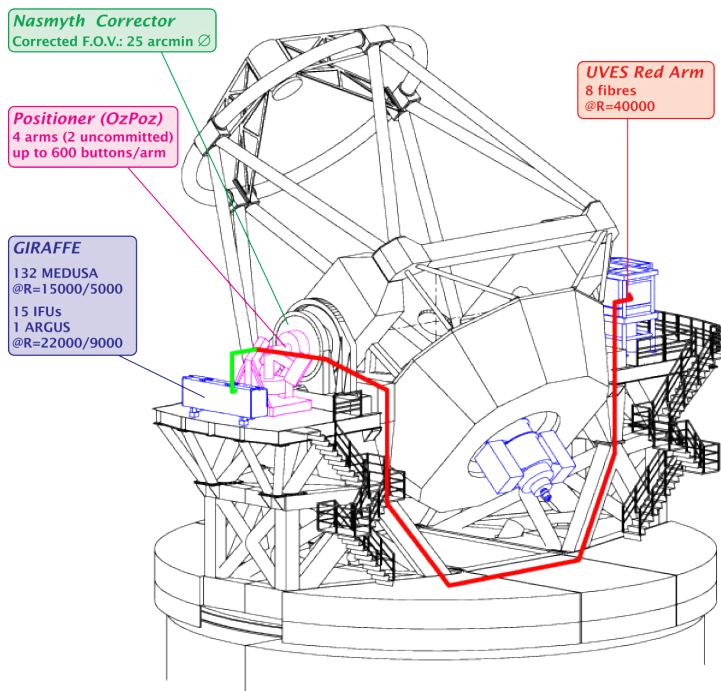 Nasmyth Corrector
Corrected F.O.V.: 25 arcmin ∅
UVES Red Arm
8 fibres
@R=40000
Positioner (OzPoz)
4 arms (2 uncommitted)
up to 600 buttons/arm
GIRAFFE
132 MEDUSA
@R=15000/5000
15 IFUs
1 ARGUS
@R=22000/9000